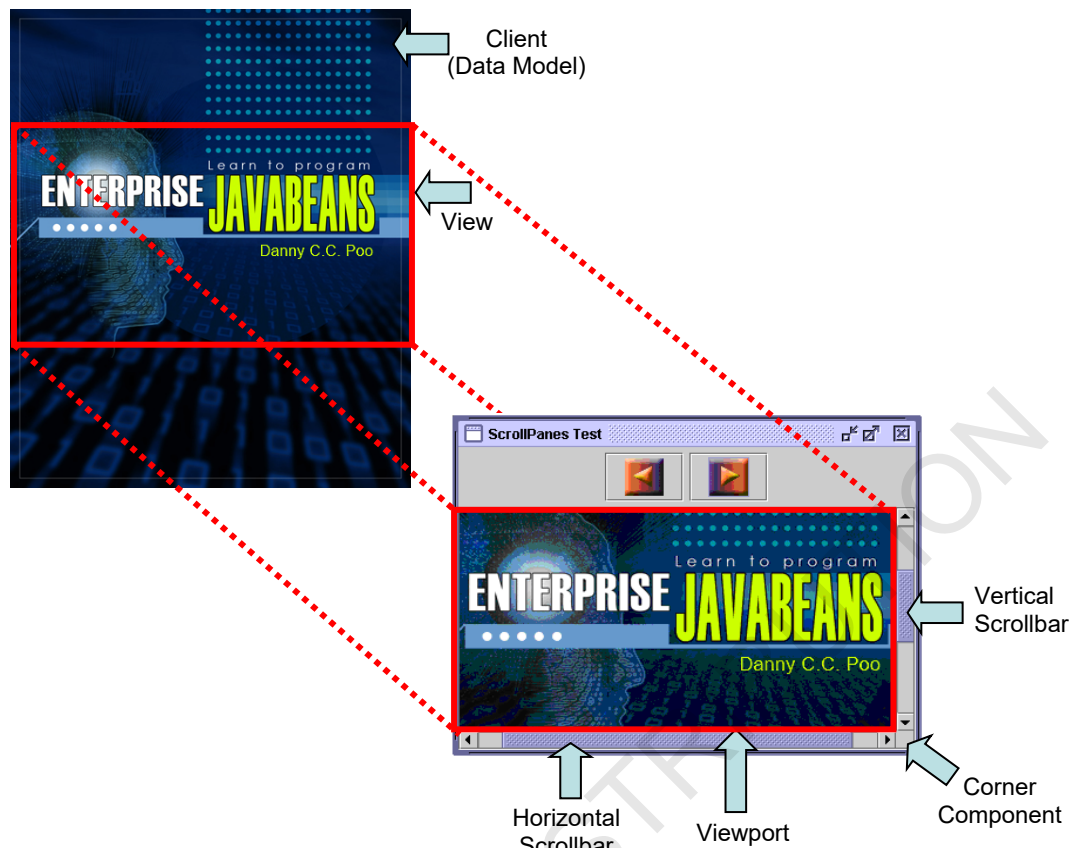 Client
(Data Model)
Learn to program
ENTERPRISE JAVABEANS
Danny C.C. Poo
View
ScrollPanes Test
Learn to program
ENTERPRISE JAVABEANS
Danny C.C. Poo
Vertical
Scrollbar
Corner
Component
Horizontal
Scrollbar
Viewport